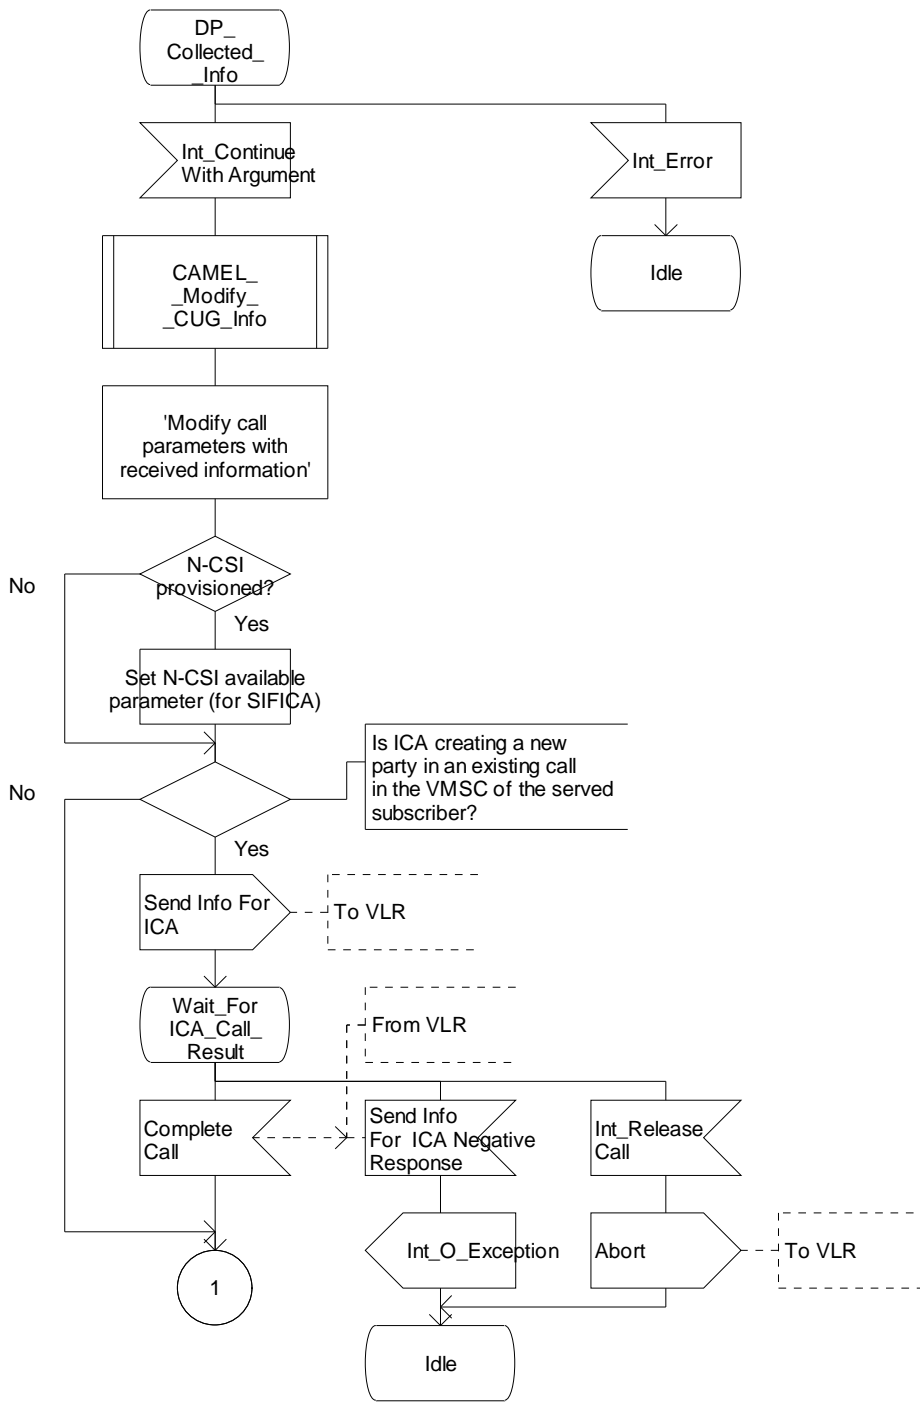 DP_
Collected_
_Info
Int_Continue
With Argument
Int_Error
CAMEL_
_Modify_
_CUG_Info
Idle
'Modify call
parameters with
received information'
N-CSI
provisioned?
No
Yes
Set N-CSI available
parameter (for SIFICA)
Is ICA creating a new
party in an existing call
in the VMSC of the served
subscriber?
No
Yes
Send Info For
ICA
To VLR
Wait_For
ICA_Call_
Result
From VLR
Complete
Call
Send Info
For ICA Negative
Response
Int_Release
Call
Int_O_Exception
Abort
To VLR
1
Idle